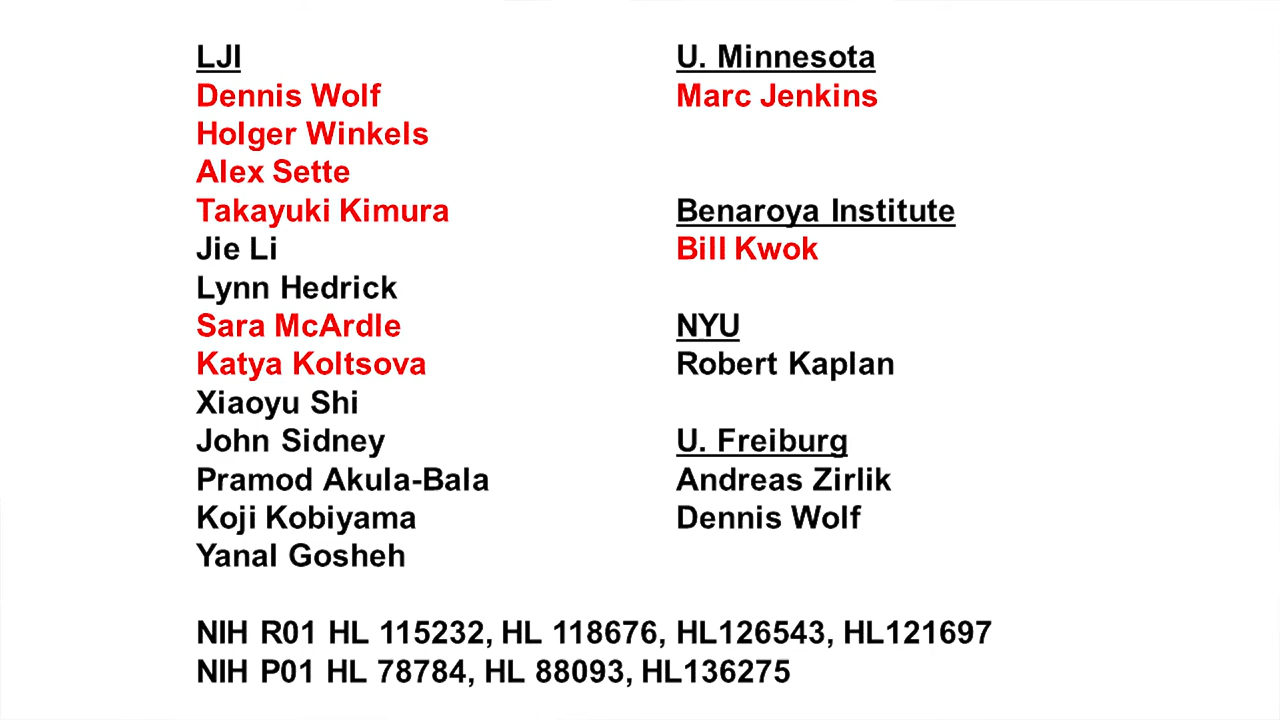 LJI
Dennis Wolf
Holger Winkels
Alex Sette
Takayuki Kimura
Jie Li
Lynn Hedrick
Sara McArdle
Katya Koltsova
Xiaoyu Shi
John Sidney
Pramod Akula-Bala
Koji Kobiyama
Yanal Gosheh
U. Minnesota
Marc Jenkins
Benaroya Institute
Bill Kwok
NYU
Robert Kaplan
U. Freiburg
Andreas Zirlik
Dennis Wolf
NIH R01 HL 115232, HL 118676, HL126543, HL121697
NIH P01 HL 78784, HL 88093, HL136275